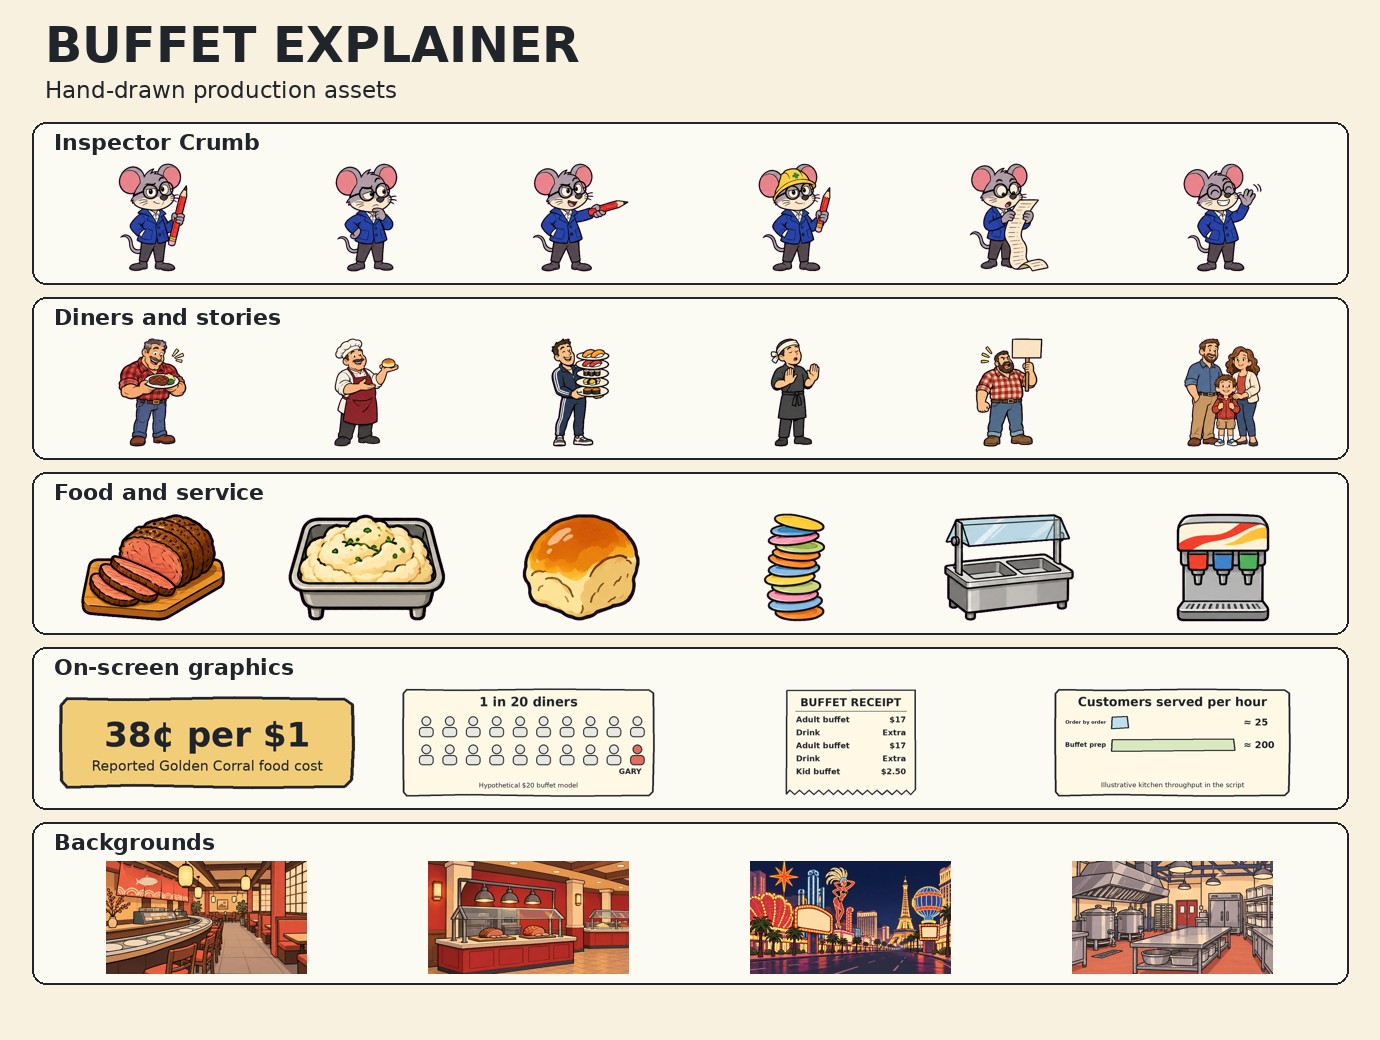 BUFFET EXPLAINER
Hand-drawn production assets
Inspector Crumb
Diners and stories
Food and service
On-screen graphics
38¢ per $1
Reported Golden Corral food cost
1 in 20 diners
GARY
Hypothetical $20 buffet model
BUFFET RECEIPT
Adult buffet $17
Drink Extra
Adult buffet $17
Drink Extra
Kid buffet $2.50
Customers served per hour
Order by order ≈ 25
Buffet prep ≈ 200
Illustrative kitchen throughput in the script
Backgrounds